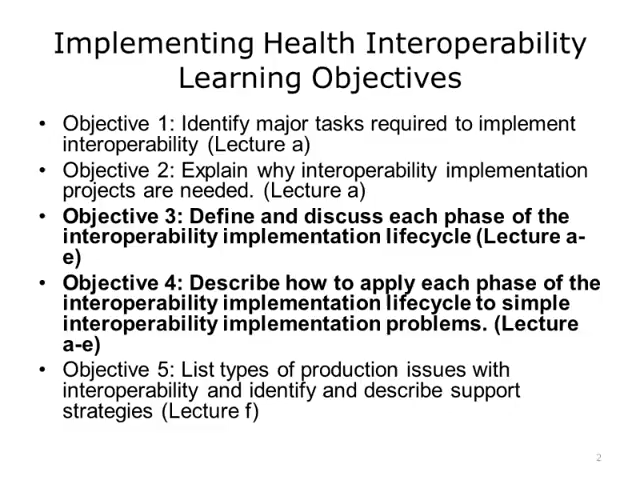 Implementing Health Interoperability
Learning Objectives
• Objective 1: Identify major tasks required to implement
interoperability (Lecture a)
• Objective 2: Explain why interoperability implementation
projects are needed. (Lecture a)
• Objective 3: Define and discuss each phase of the
interoperability implementation lifecycle (Lecture a-
e)
• Objective 4: Describe how to apply each phase of the
interoperability implementation lifecycle to simple
interoperability implementation problems. (Lecture
a-e)
• Objective 5: List types of production issues with
interoperability and identify and describe support
strategies (Lecture f)
2